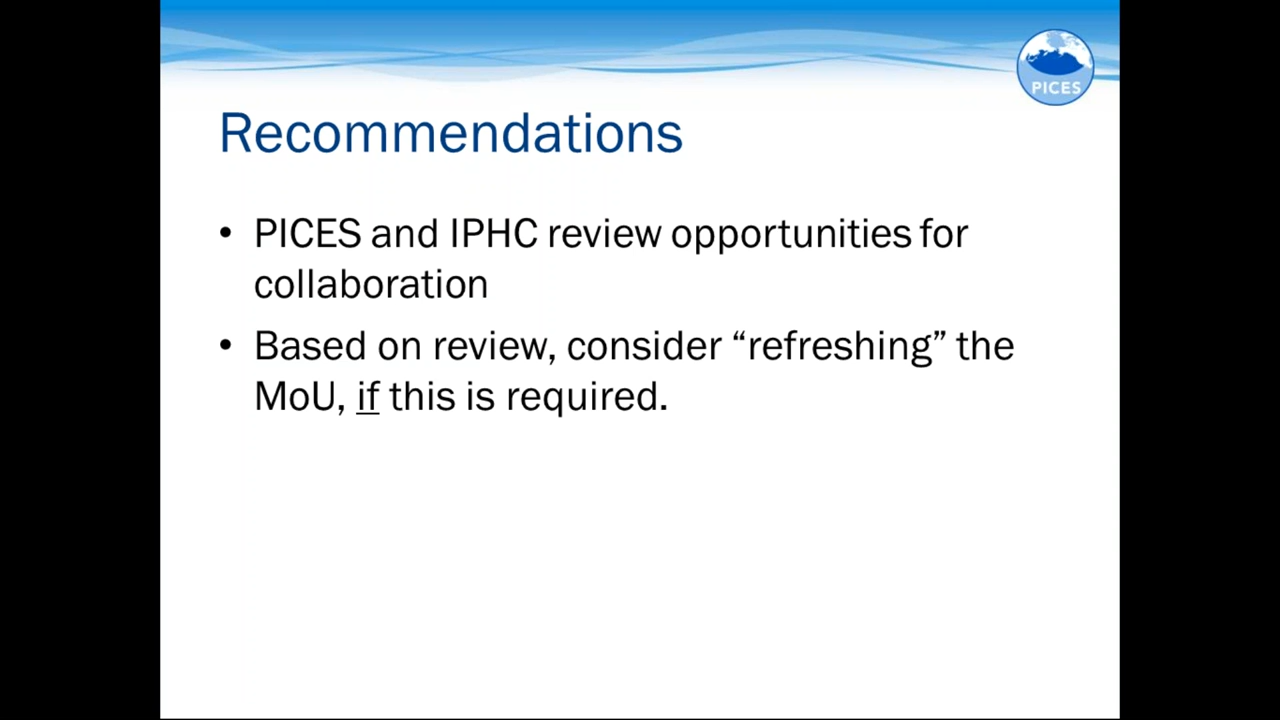 PICES
Recommendations
• PICES and IPHC review opportunities for
collaboration
• Based on review, consider “refreshing” the
MoU, if this is required.